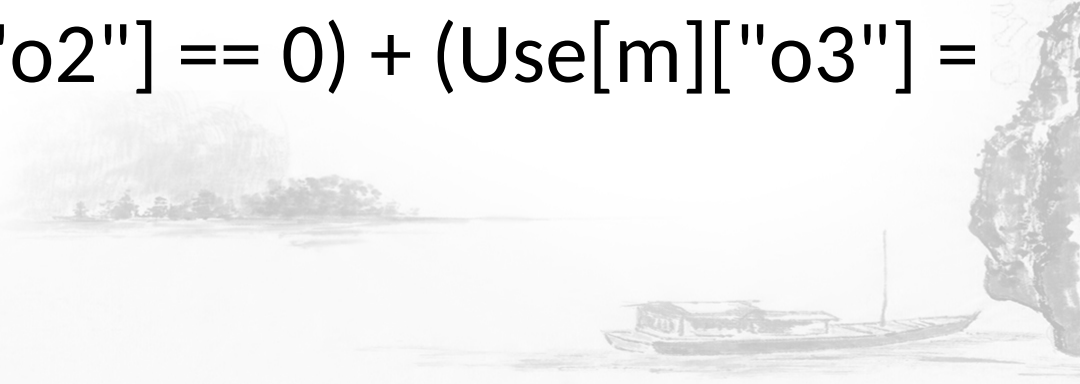 "o2"] == 0) + (Use[m]["o3"] =